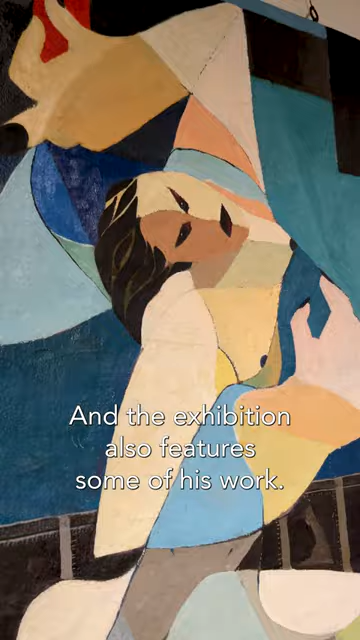 And the exhibition
also features
some of his work.